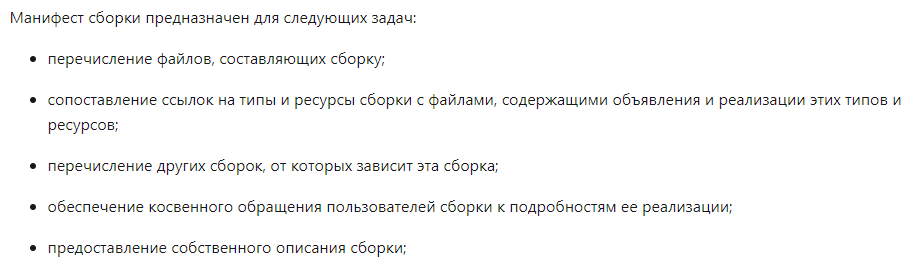 Манифест сборки предназначен для следующих задач:
• перечисление файлов, составляющих сборку;
• сопоставление ссылок на типы и ресурсы сборки с файлами, содержащими объявления и реализации этих типов и
ресурсов;
• перечисление других сборок, от которых зависит эта сборка;
• обеспечение косвенного обращения пользователей сборки к подробностям ее реализации;
• предоставление собственного описания сборки;